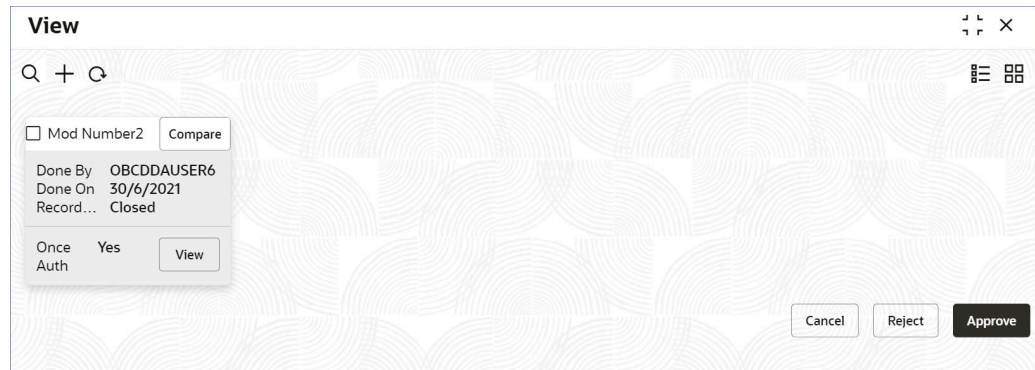 View
Mod Number2 Compare
Done By OBCDDAUSER6
Done On 30/6/2021
Record... Closed
Once Auth Yes View
Cancel Reject Approve